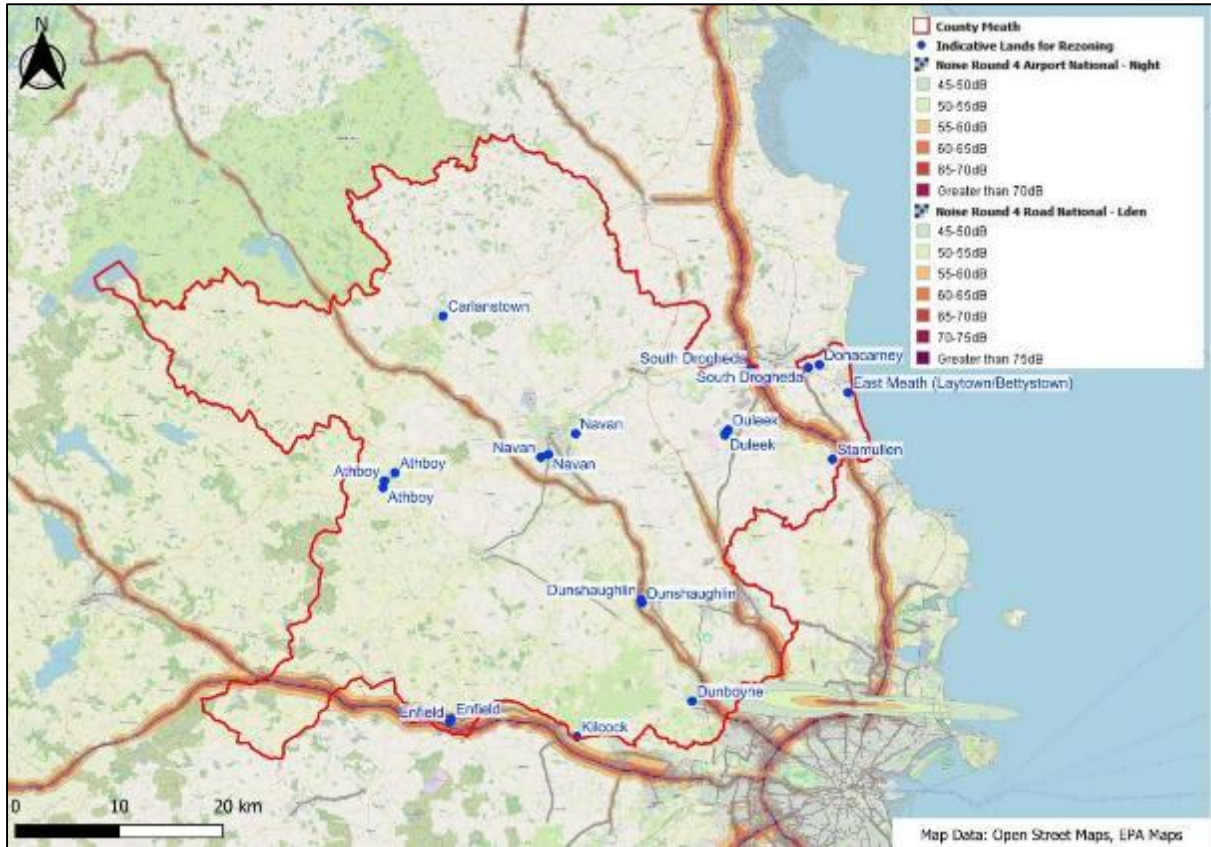 N
County Meath
Indicative Lands for Rezoning
Noise Round 4 Airport National - Night
45-50dB
50-55dB
55-60dB
60-65dB
65-70dB
Greater than 70dB
Noise Round 4 Road National - Lden
45-50dB
50-55dB
55-60dB
60-65dB
65-70dB
70-75dB
Greater than 75dB
Carlanstown
South Drogheda
Donacarney
South Drogheda
East Meath (Laytown/Bettystown)
Navan
Duleek
Duleek
Navan
Navan
Stamullen
Athboy
Athboy
Athboy
Dunshaughlin
Dunshaughlin
Dunboyne
Enfield
Enfield
Kilcock
0 10 20 km
Map Data: Open Street Maps, EPA Maps